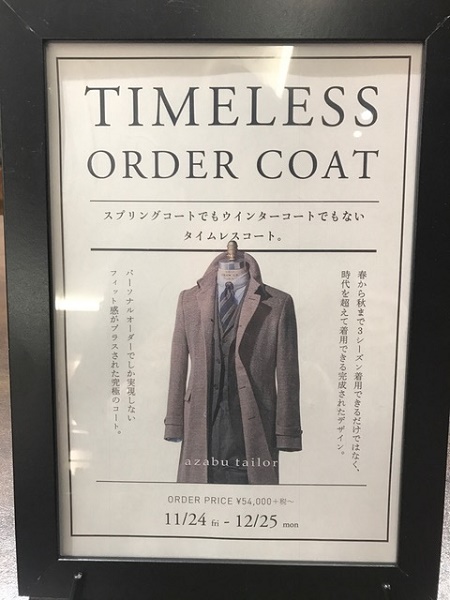 TIMELESS
ORDER COAT
スプリングコートでもウインターコートでもない
タイムレスコート。
春から秋まで3シーズン着用できるだけではなく、
時代を超えて着用できる完成されたデザイン。
パーソナルオーダーでしか実現しない
フィット感がプラスされた究極のコート。
azabu tailor
ORDER PRICE ¥54,000+税〜
11/24 fri - 12/25 mon